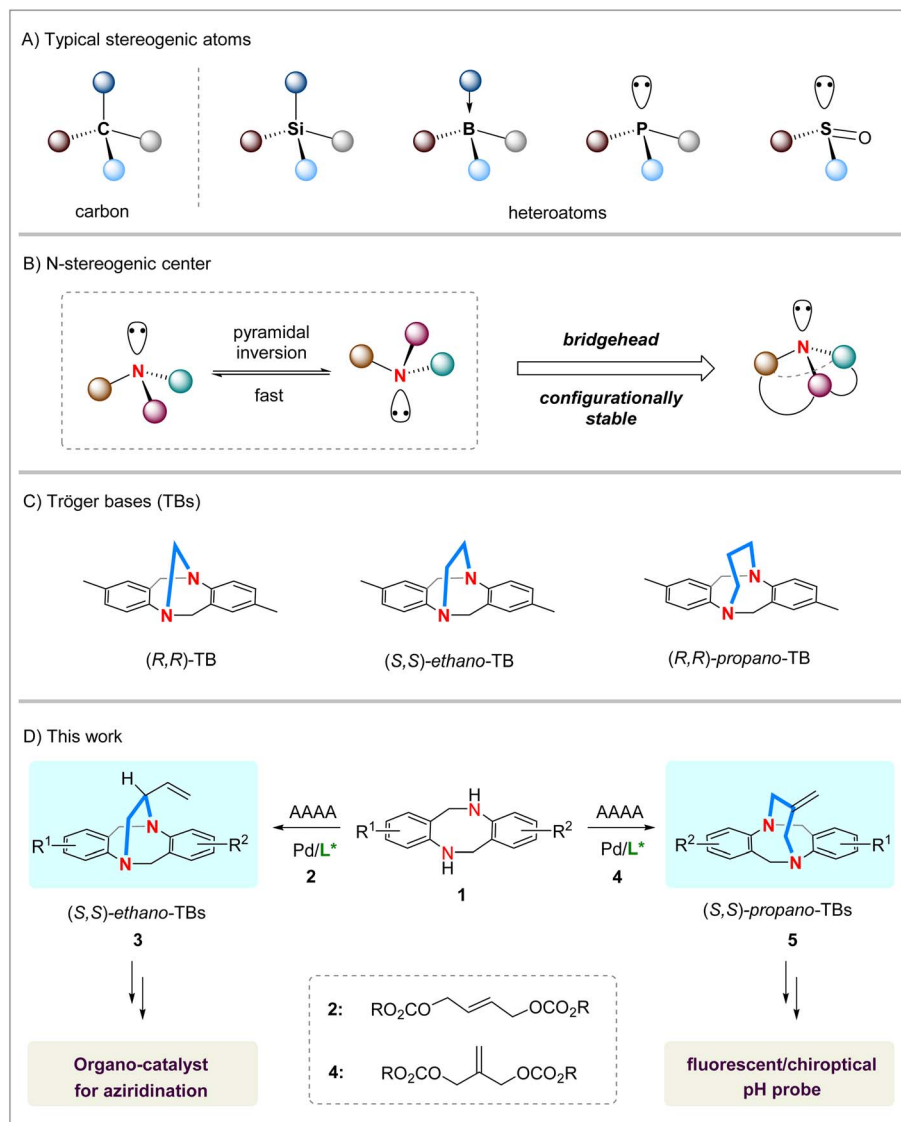 A) Typical stereogenic atoms
C
Si
B
P
S
O
carbon
heteroatoms
B) N-stereogenic center
N
pyramidal
inversion
fast
N
bridgehead
configurationally
stable
N
C) Tröger bases (TBs)
N
N
N
N
N
N
(R,R)-TB
(S,S)-ethano-TB
(R,R)-propano-TB
D) This work
H
N
N
R¹
R²
(S,S)-ethano-TBs
3
AAAA
Pd/L*
2
H
N
R¹
R²
N
H
1
AAAA
Pd/L*
4
N
N
R²
R¹
(S,S)-propano-TBs
5
2:
RO₂CO
OCO₂R
4:
RO₂CO
OCO₂R
Organo-catalyst
for aziridination
fluorescent/chiroptical
pH probe